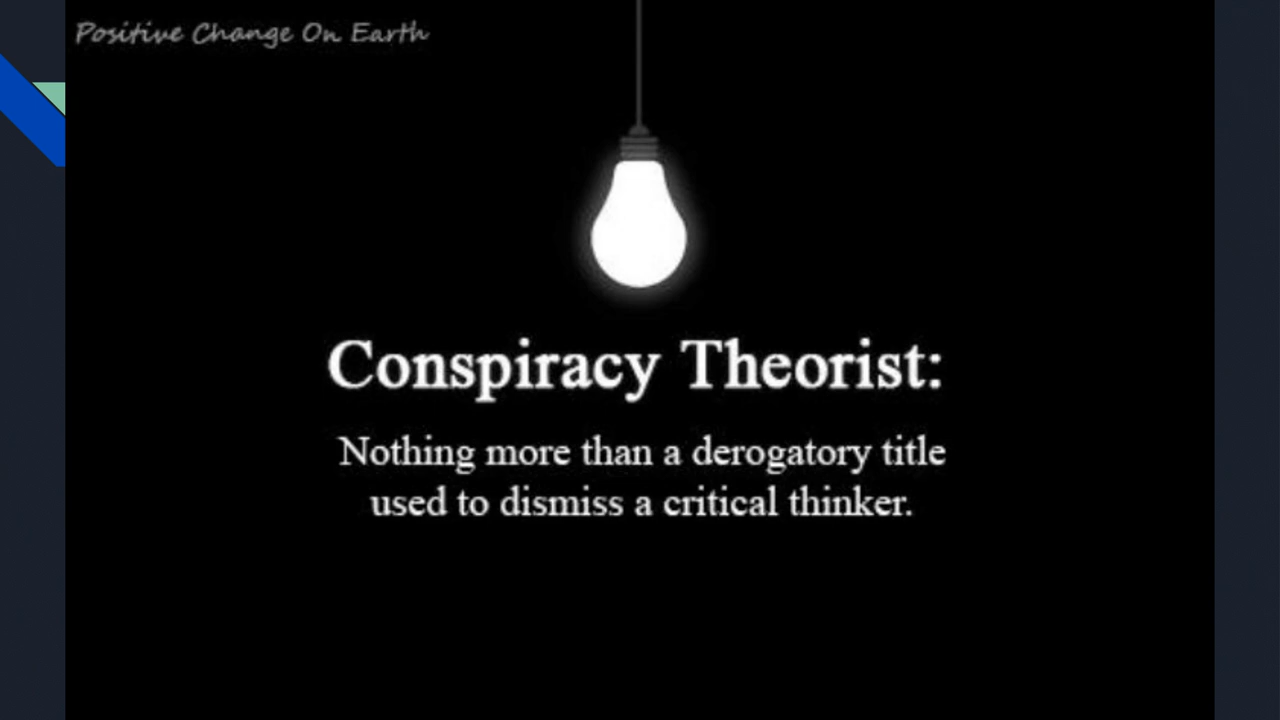 Positive Change On Earth
Conspiracy Theorist:
Nothing more than a derogatory title
used to dismiss a critical thinker.